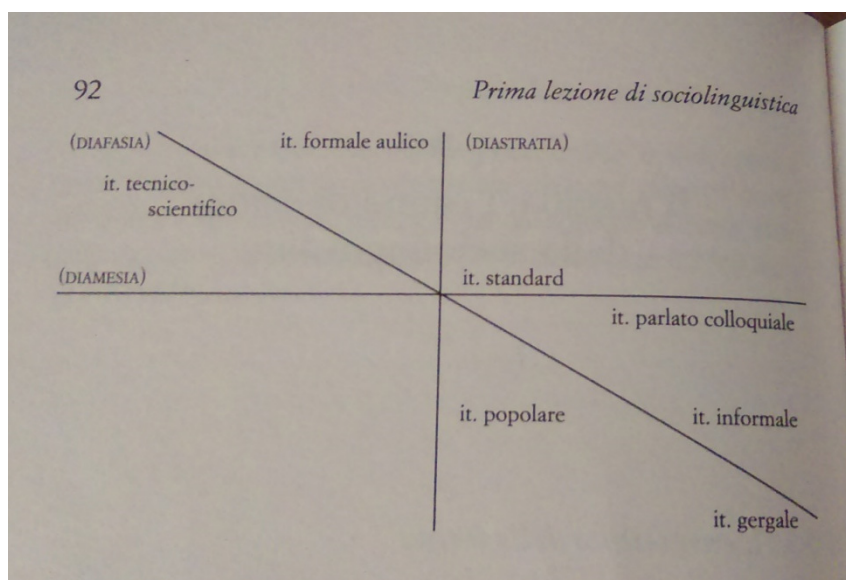 92 Prima lezione di sociolinguistica
(DIAFASIA) it. formale aulico (DIASTRATIA)
it. tecnico-
scientifico
(DIAMESIA) it. standard
it. parlato colloquiale
it. popolare it. informale
it. gergale